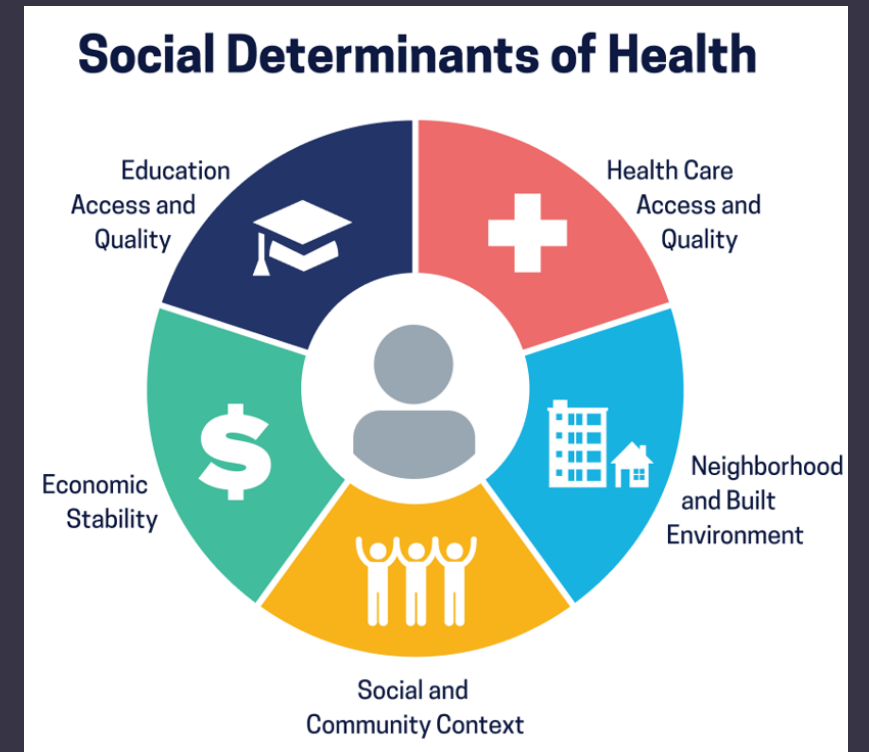 Social Determinants of Health
Education
Access and
Quality
Health Care
Access and
Quality
Economic
Stability
Neighborhood
and Built
Environment
Social and
Community Context